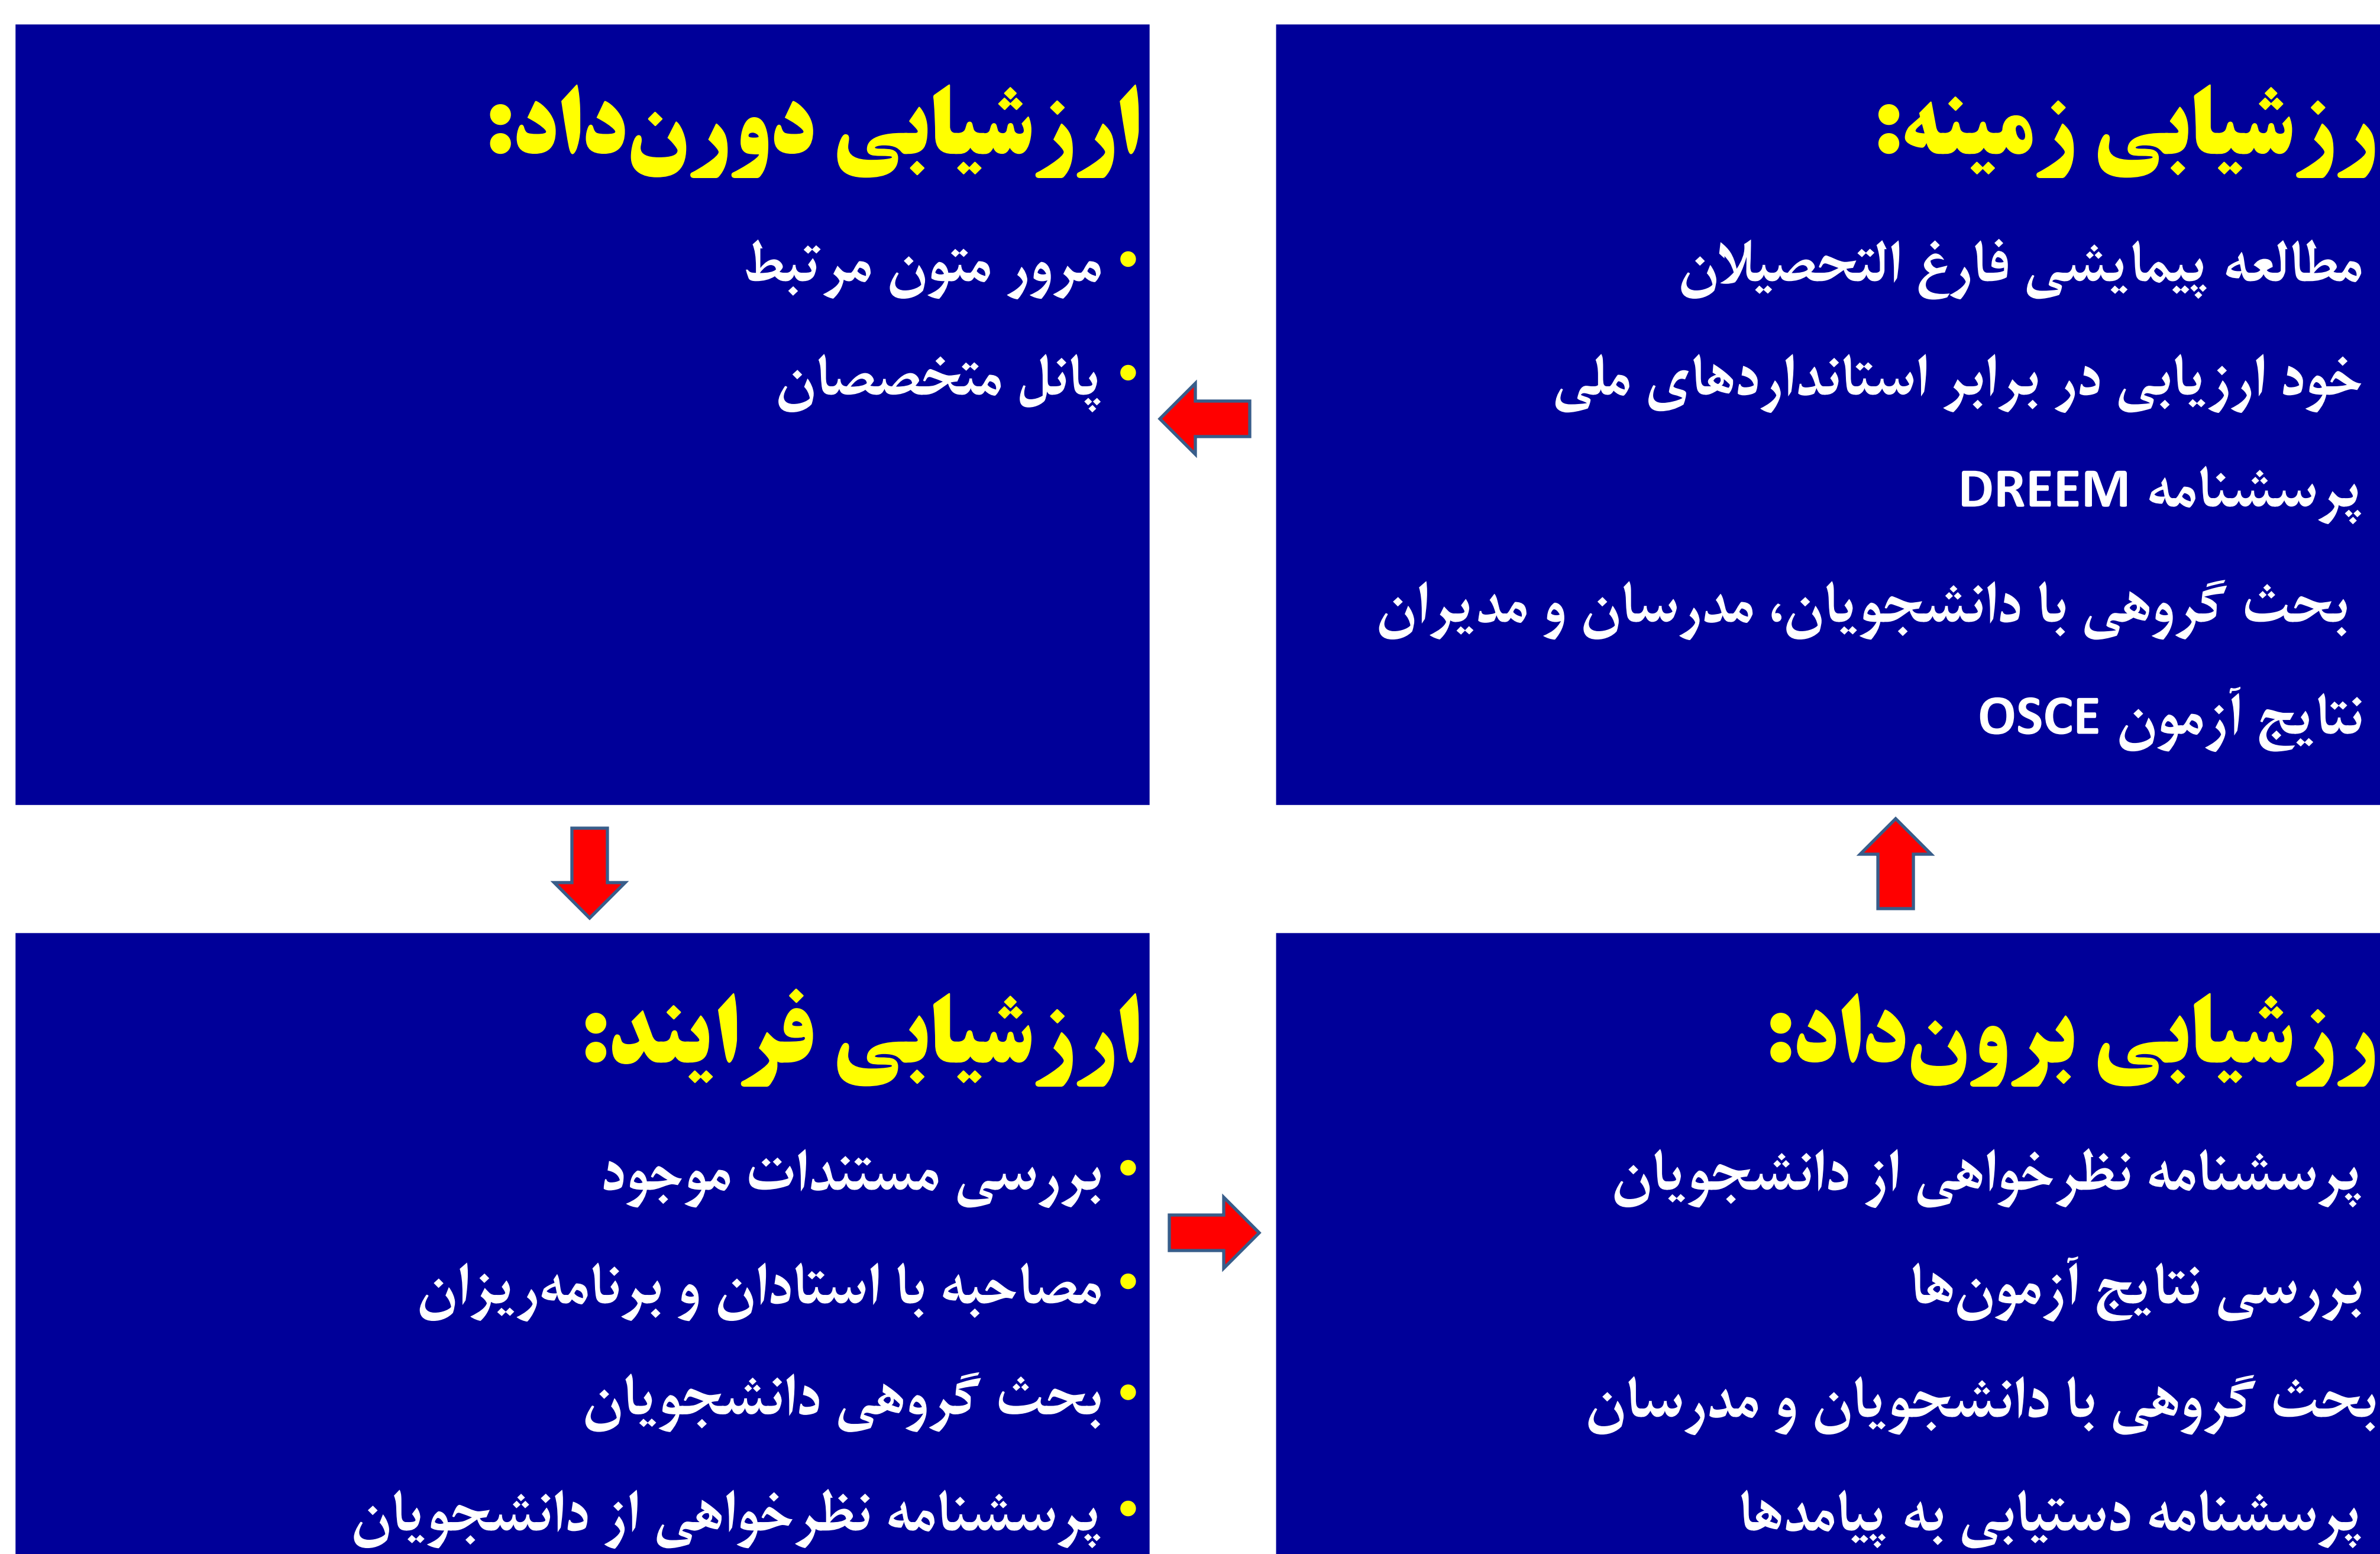 رزشیابی زمینه:
مطالعه پیمایشی فارغ التحصیلان
خود ارزیابی در برابر استانداردهای ملی
پرسشنامه DREEM
بحث گروهی با دانشجویان، مدرسان و مدیران
نتایج آزمون OSCE
ارزشیابی دورن‌داد:
• مرور متون مرتبط
• پانل متخصصان
ارزشیابی فرایند:
• بررسی مستندات موجود
• مصاحبه با استادان و برنامه‌ریزان
• بحث گروهی دانشجویان
• پرسشنامه نظرخواهی از دانشجویان
رزشیابی برون‌داد:
پرسشنامه نظرخواهی از دانشجویان
بررسی نتایج آزمون‌ها
بحث گروهی با دانشجویان و مدرسان
پرسشنامه دستیابی به پیامدها